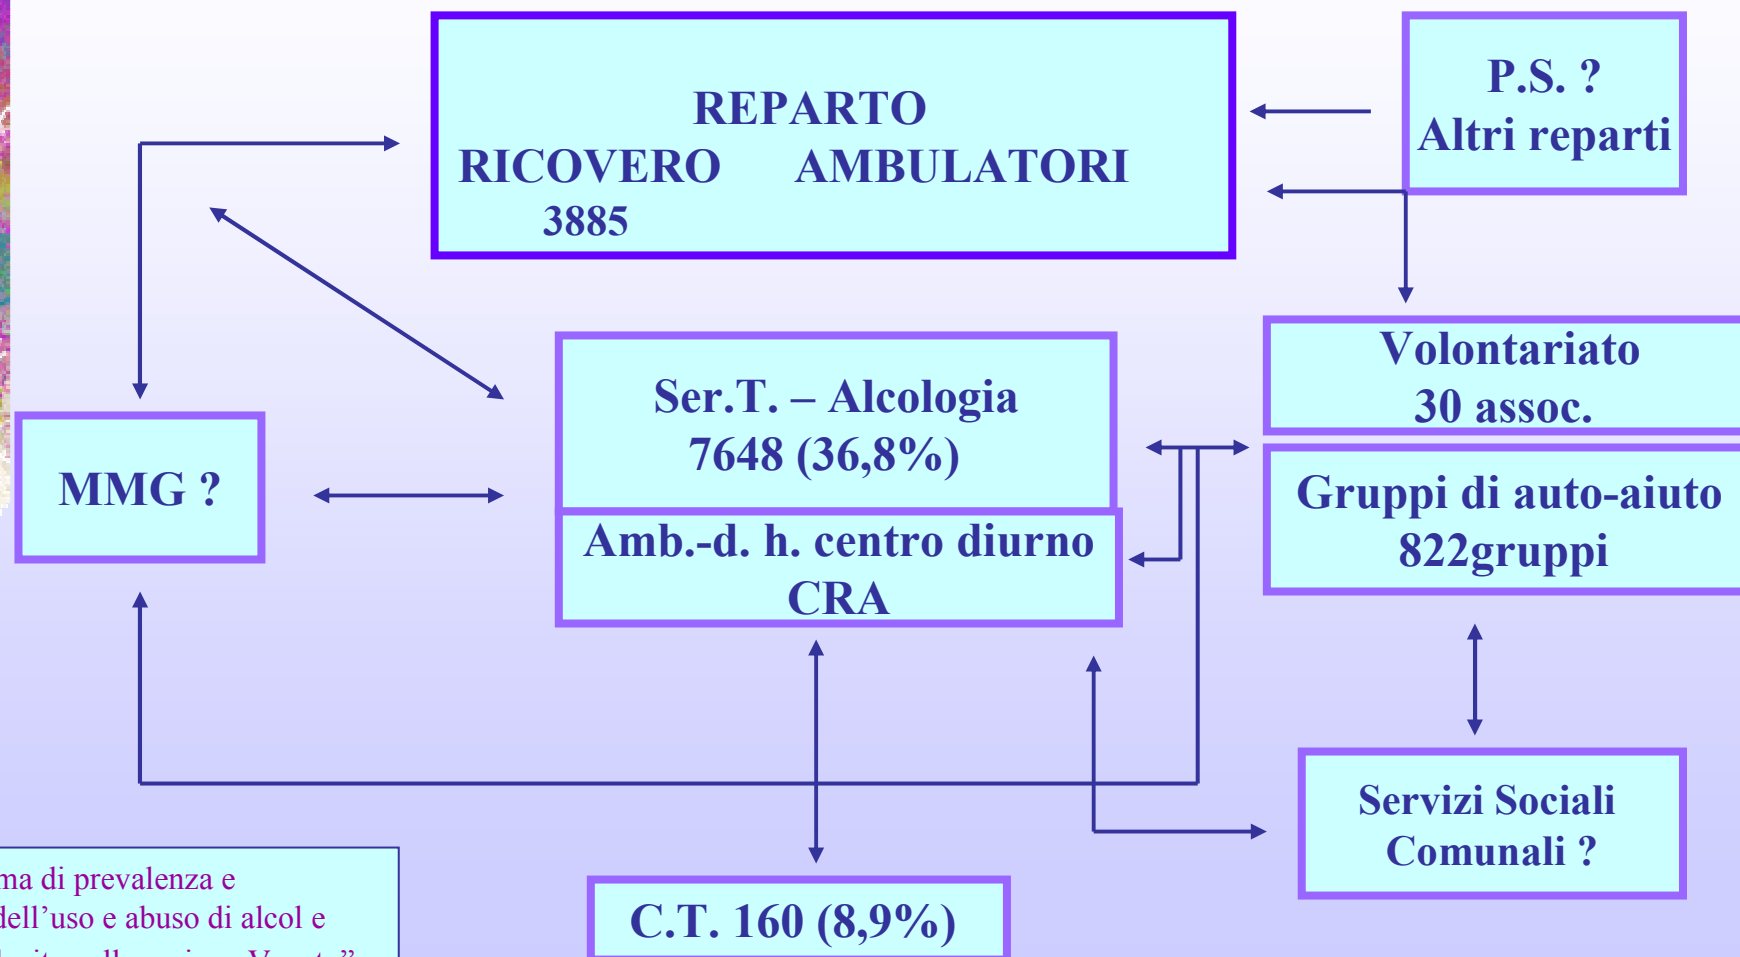 REPARTO
RICOVERO AMBULATORI
3885
P.S. ?
Altri reparti
Volontariato
30 assoc.
Ser.T. – Alcologia
7648 (36,8%)
MMG ?
Gruppi di auto-aiuto
822gruppi
Amb.-d. h. centro diurno
CRA
Servizi Sociali
Comunali ?
di prevalenza e
dell’uso e abuso di alcol e
C.T. 160 (8,9%)